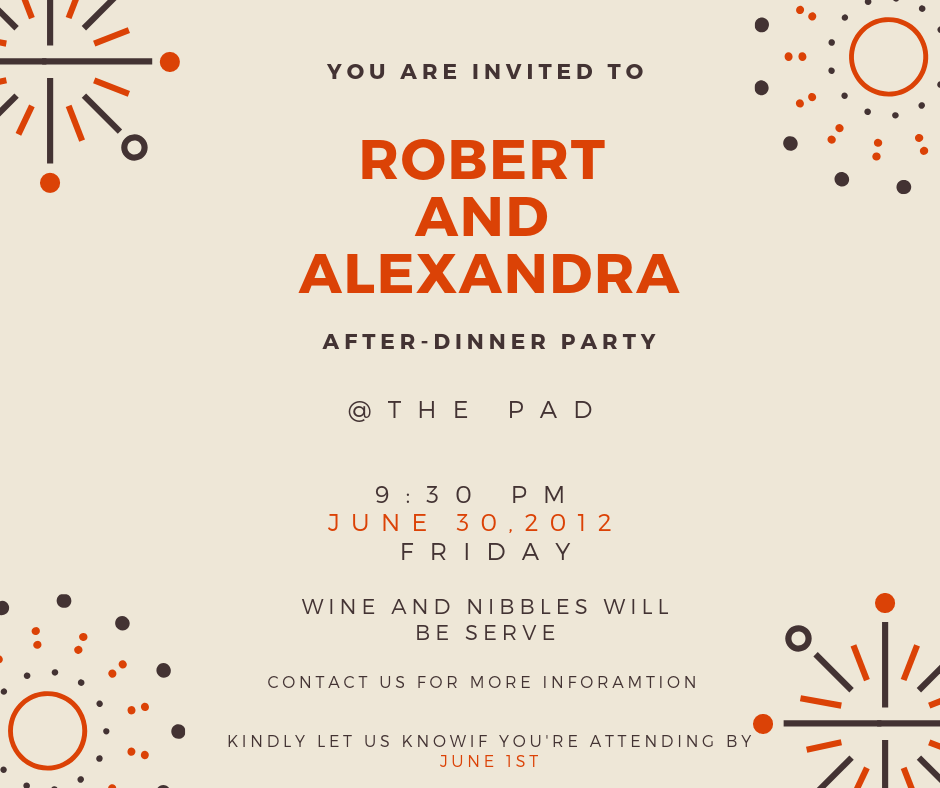 YOU ARE INVITED TO
ROBERT
AND
ALEXANDRA
AFTER-DINNER PARTY
@THE PAD
9:30 PM
JUNE 30,2012
FRIDAY
WINE AND NIBBLES WILL
BE SERVE
CONTACT US FOR MORE INFORAMTION
KINDLY LET US KNOWIF YOU'RE ATTENDING BY
JUNE 1ST